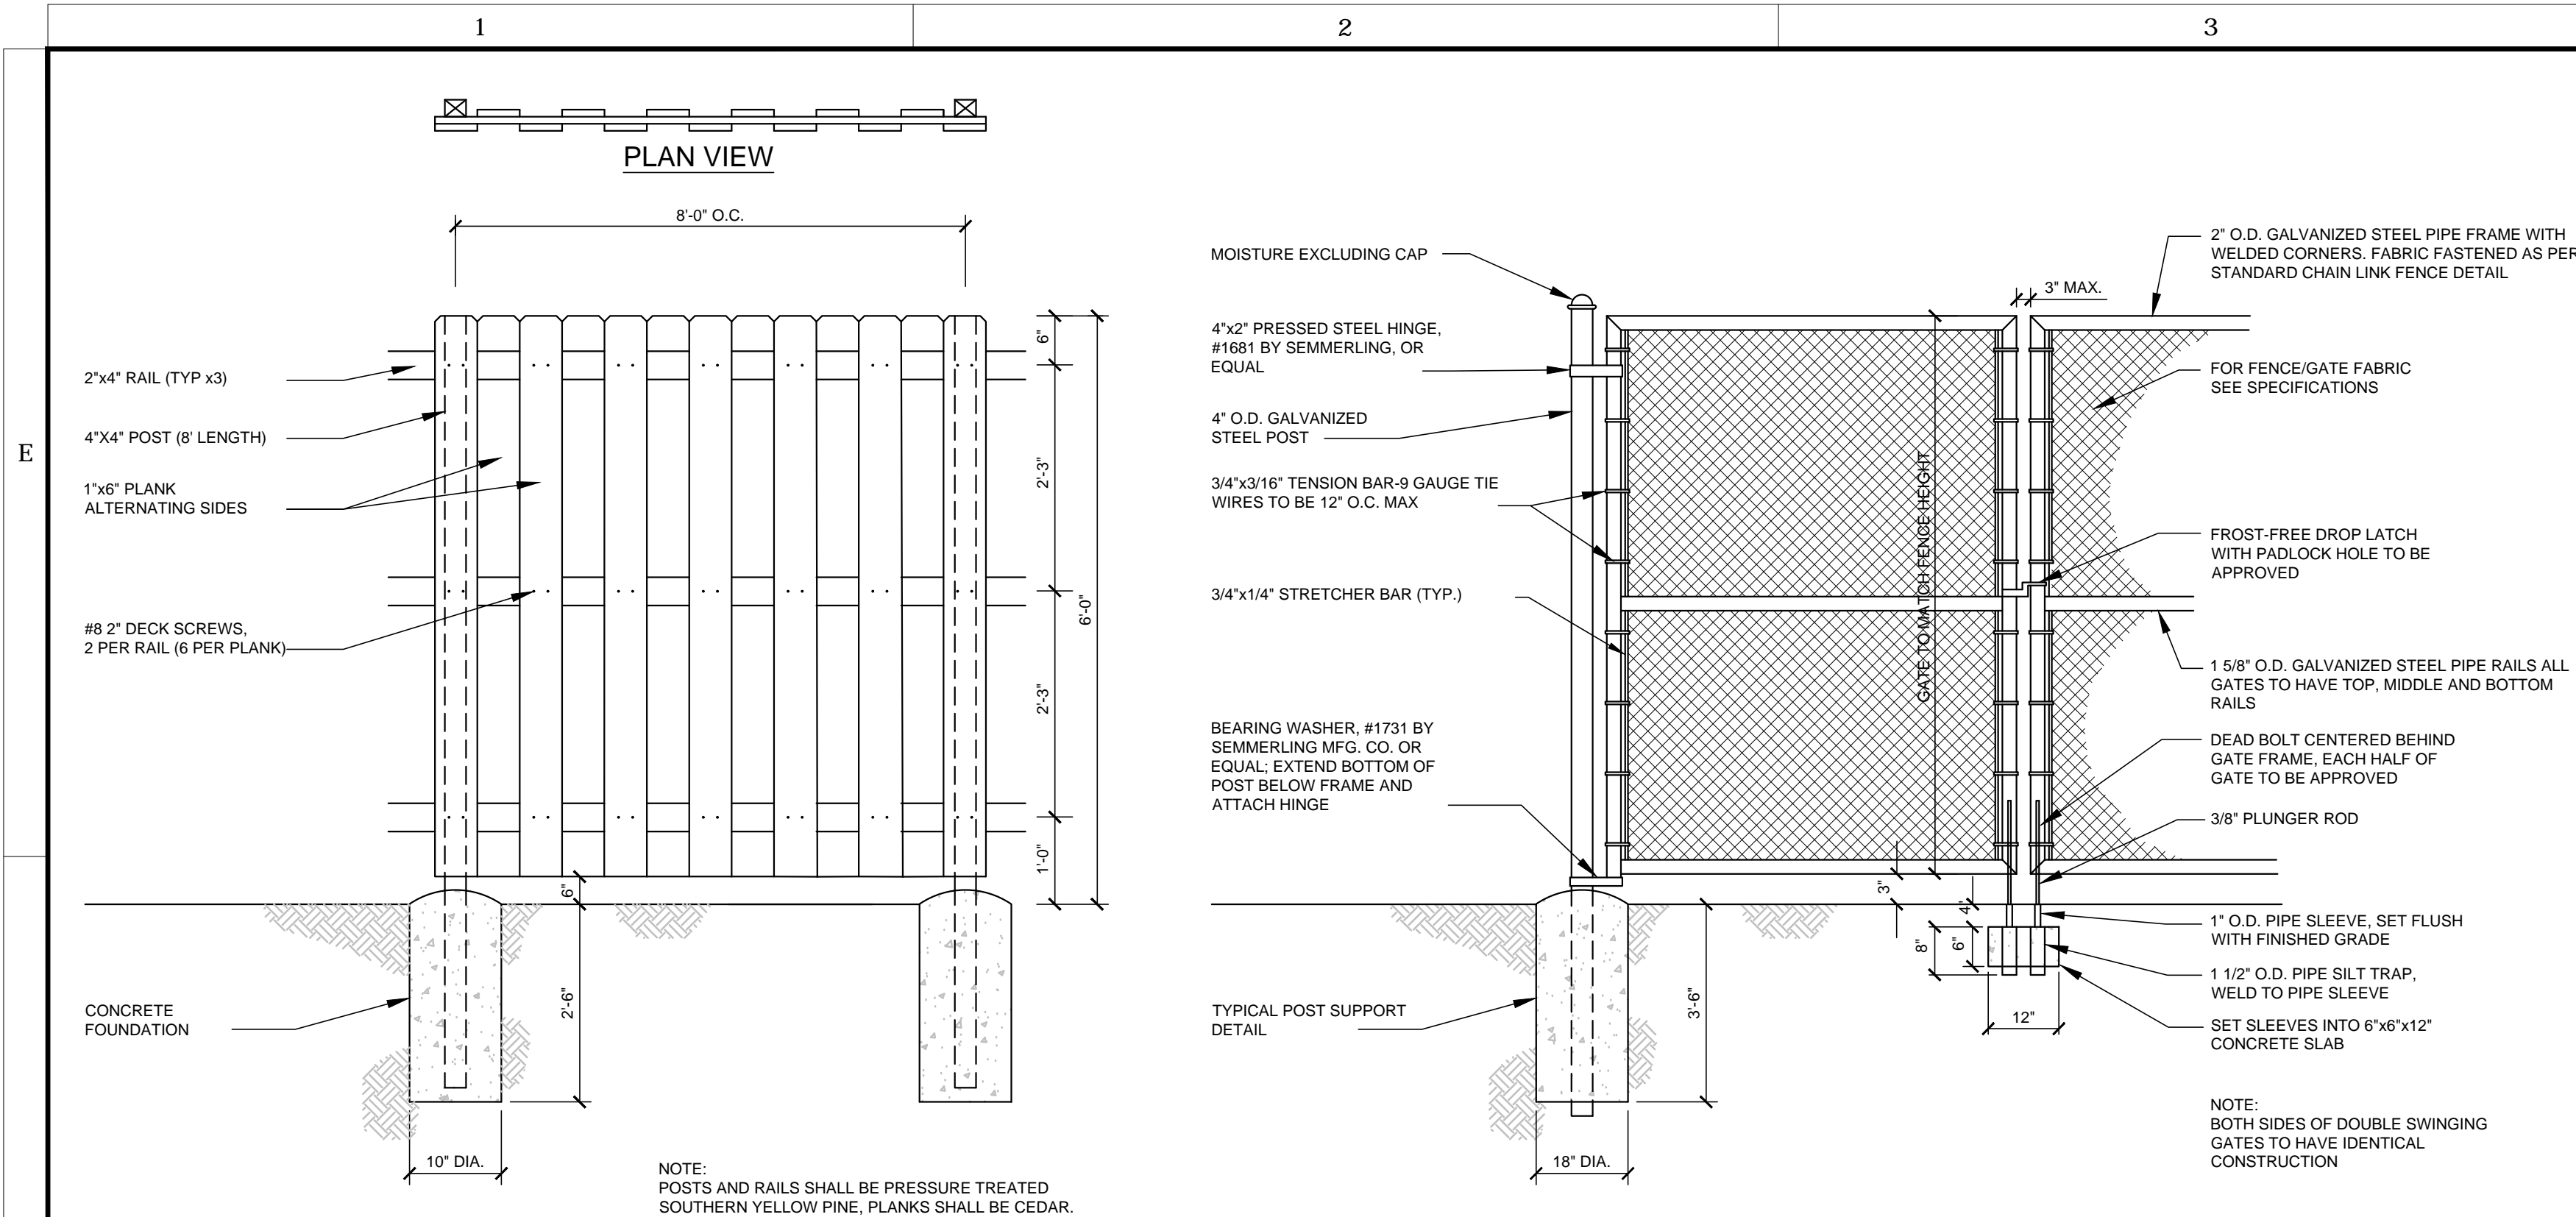 1
2
3
E
PLAN VIEW
8'-0" O.C.
2"x4" RAIL (TYP x3)
4"X4" POST (8' LENGTH)
1"x6" PLANK
ALTERNATING SIDES
#8 2" DECK SCREWS,
2 PER RAIL (6 PER PLANK)
CONCRETE
FOUNDATION
6"
2'-3"
2'-3"
1'-0"
6'-0"
6"
2'-6"
10" DIA.
NOTE:
POSTS AND RAILS SHALL BE PRESSURE TREATED
SOUTHERN YELLOW PINE, PLANKS SHALL BE CEDAR.
MOISTURE EXCLUDING CAP
4"x2" PRESSED STEEL HINGE,
#1681 BY SEMMERLING, OR
EQUAL
4" O.D. GALVANIZED
STEEL POST
3/4"x3/16" TENSION BAR-9 GAUGE TIE
WIRES TO BE 12" O.C. MAX
3/4"x1/4" STRETCHER BAR (TYP.)
BEARING WASHER, #1731 BY
SEMMERLING MFG. CO. OR
EQUAL; EXTEND BOTTOM OF
POST BELOW FRAME AND
ATTACH HINGE
TYPICAL POST SUPPORT
DETAIL
GATE TO MATCH FENCE HEIGHT
3" MAX.
3"
4"
8"
6"
12"
3'-6"
18" DIA.
2" O.D. GALVANIZED STEEL PIPE FRAME WITH
WELDED CORNERS. FABRIC FASTENED AS PER
STANDARD CHAIN LINK FENCE DETAIL
FOR FENCE/GATE FABRIC
SEE SPECIFICATIONS
FROST-FREE DROP LATCH
WITH PADLOCK HOLE TO BE
APPROVED
1 5/8" O.D. GALVANIZED STEEL PIPE RAILS ALL
GATES TO HAVE TOP, MIDDLE AND BOTTOM
RAILS
DEAD BOLT CENTERED BEHIND
GATE FRAME, EACH HALF OF
GATE TO BE APPROVED
3/8" PLUNGER ROD
1" O.D. PIPE SLEEVE, SET FLUSH
WITH FINISHED GRADE
1 1/2" O.D. PIPE SILT TRAP,
WELD TO PIPE SLEEVE
SET SLEEVES INTO 6"x6"x12"
CONCRETE SLAB
NOTE:
BOTH SIDES OF DOUBLE SWINGING
GATES TO HAVE IDENTICAL
CONSTRUCTION